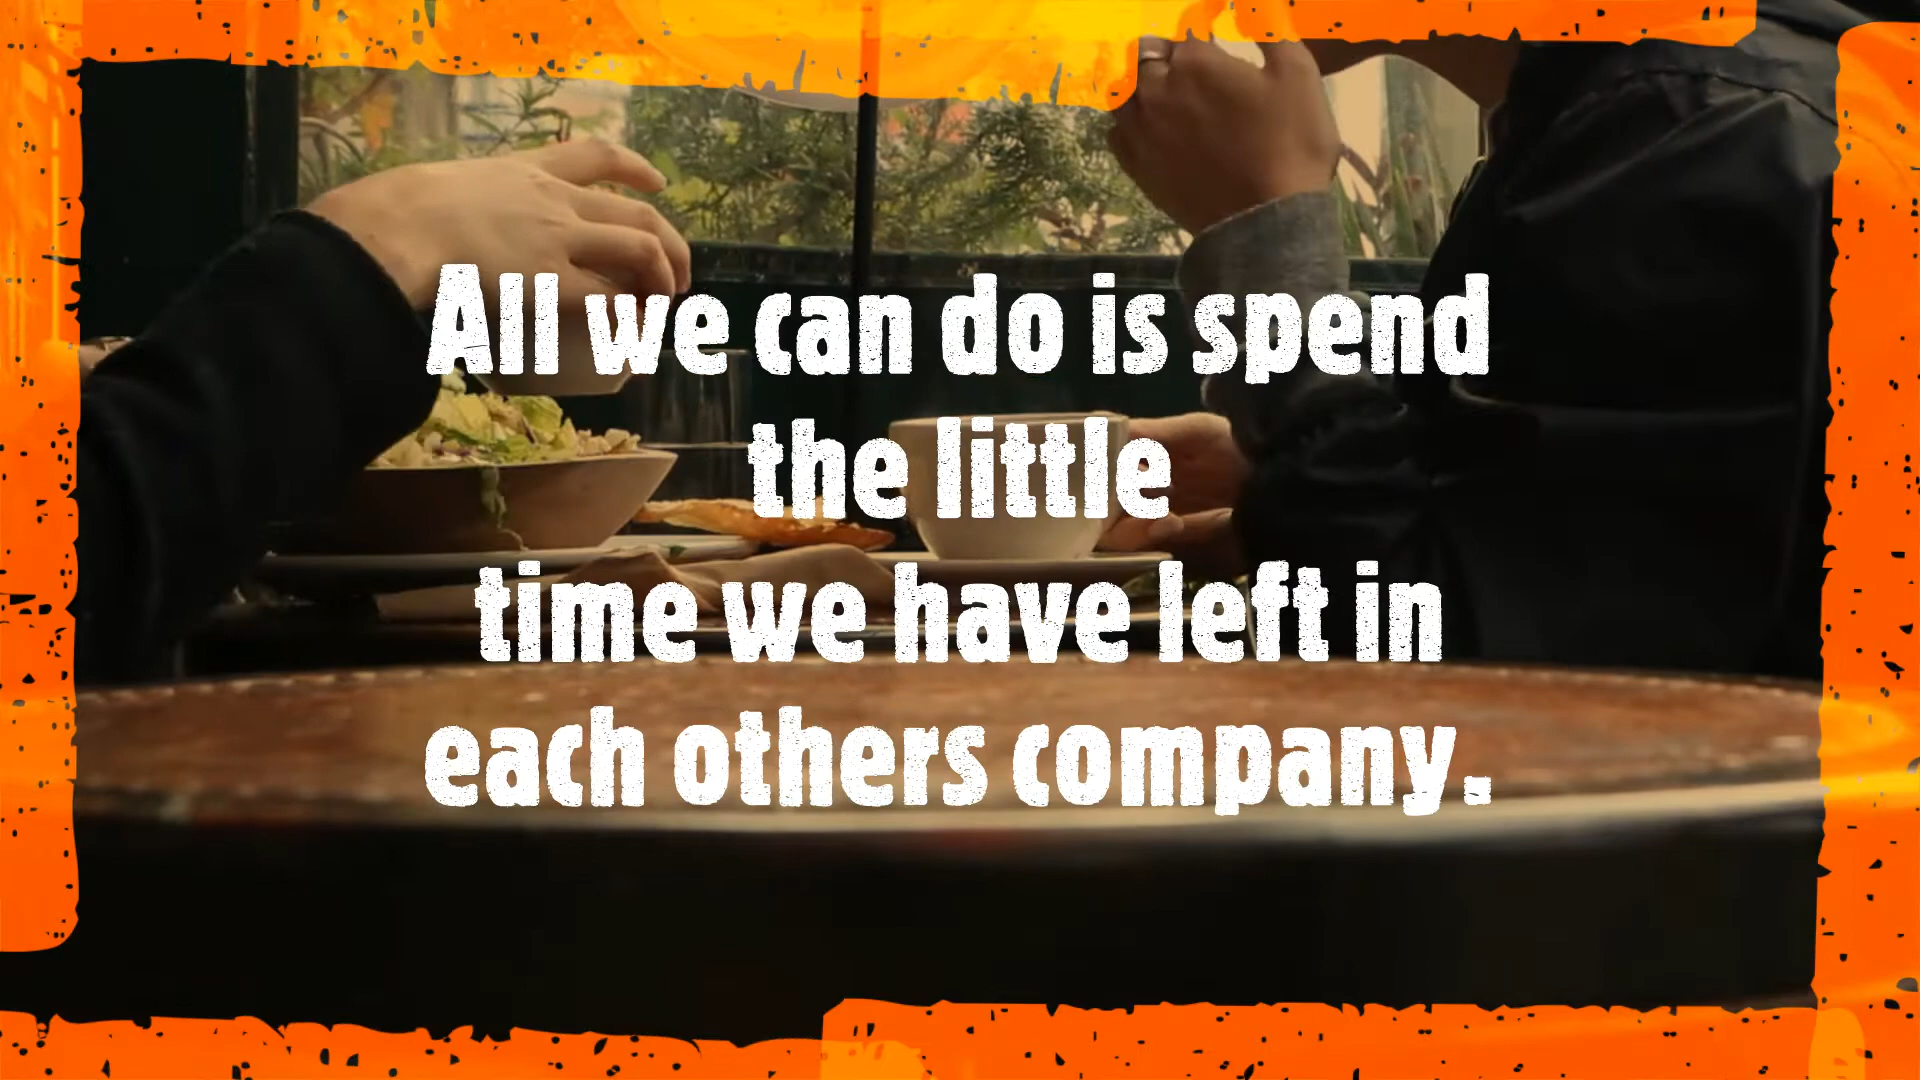 All we can do is spend
the little
time we have left in
each others company.